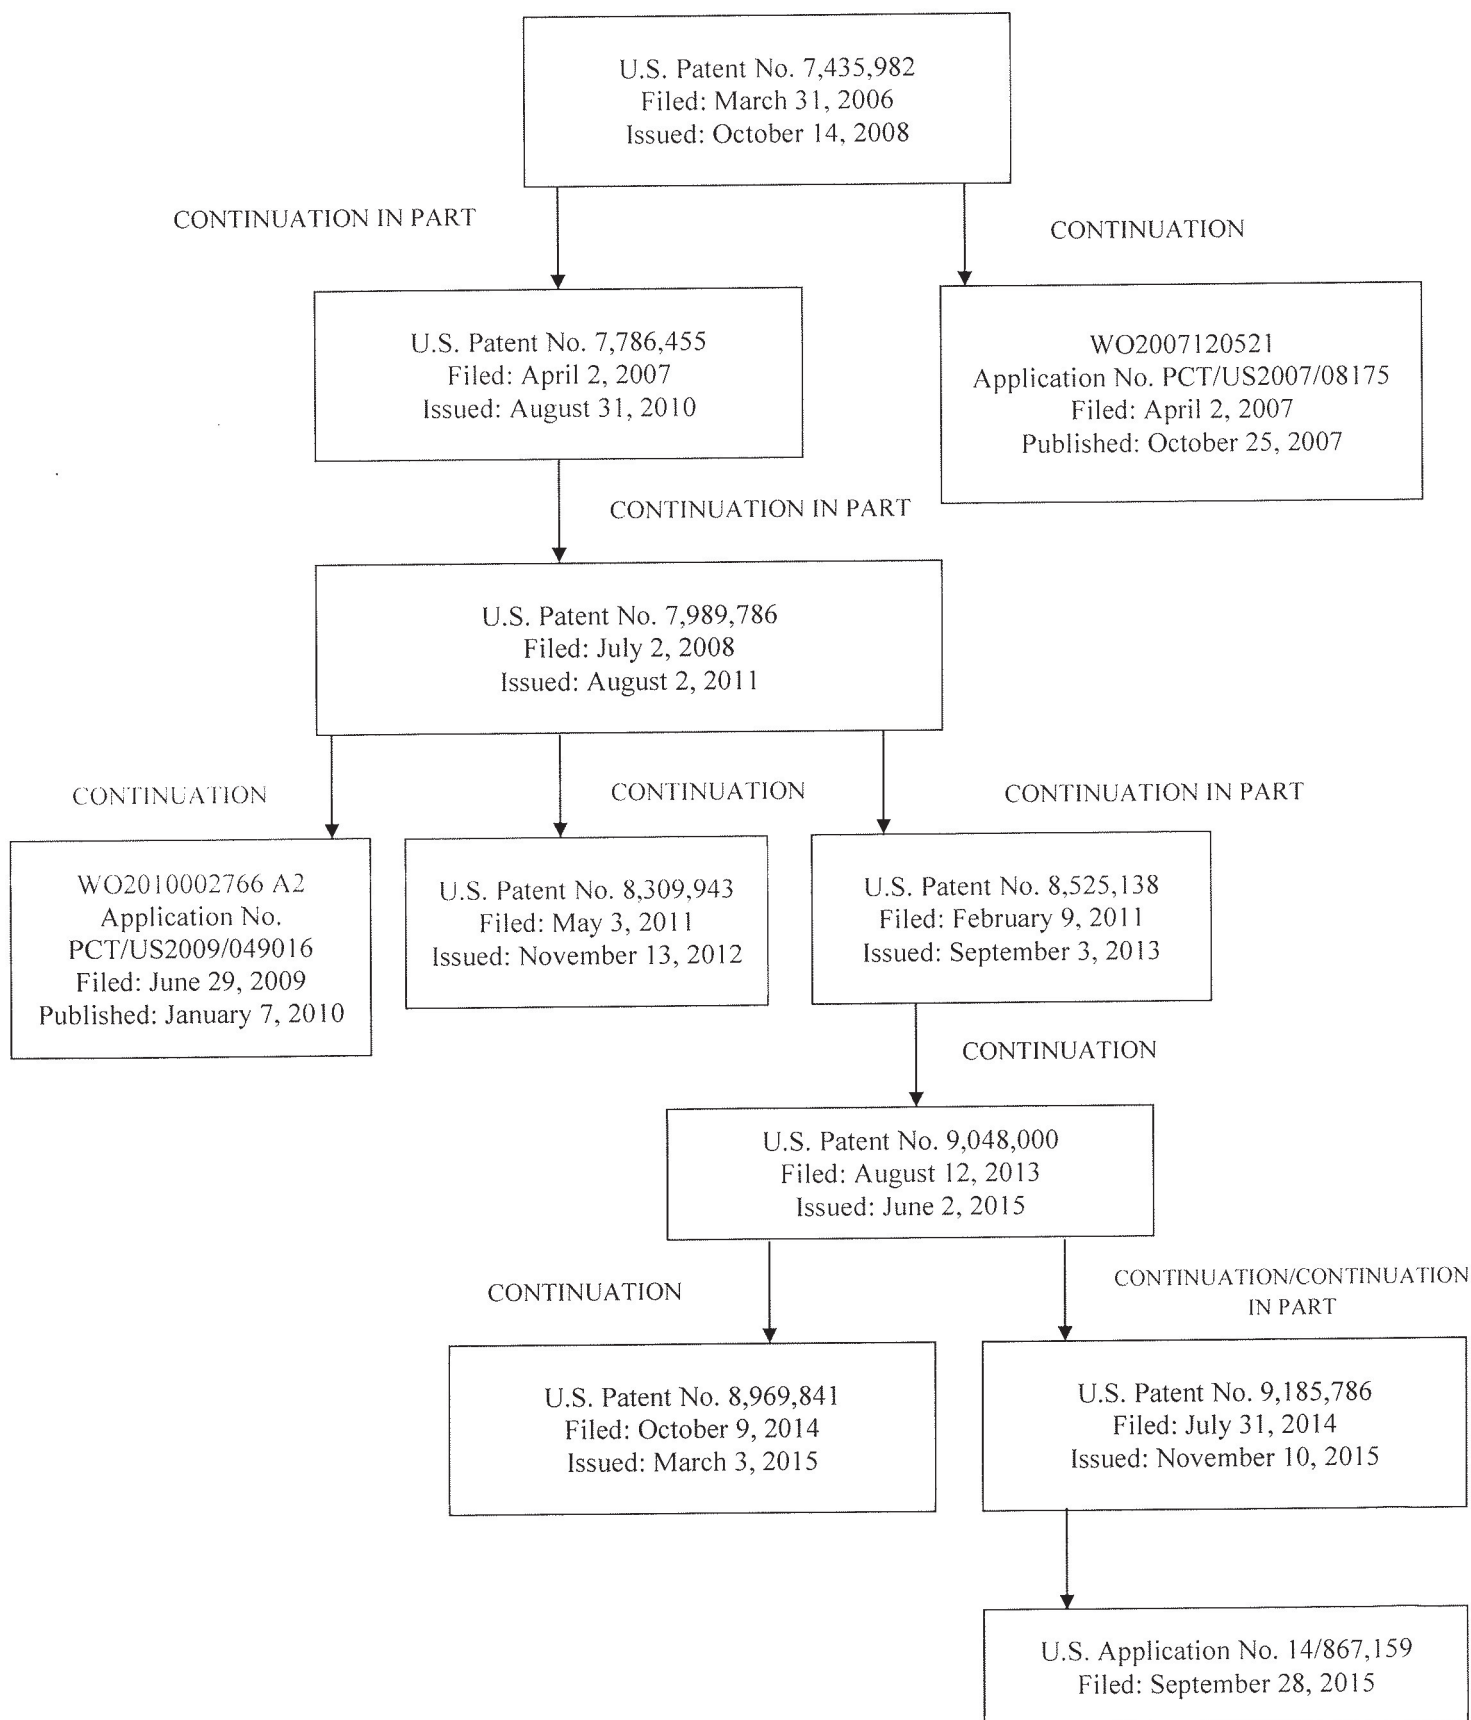 U.S. Patent No. 7,435,982
Filed: March 31, 2006
Issued: October 14, 2008
CONTINUATION IN PART
CONTINUATION
U.S. Patent No. 7,786,455
Filed: April 2, 2007
Issued: August 31, 2010
WO2007120521
Application No. PCT/US2007/08175
Filed: April 2, 2007
Published: October 25, 2007
CONTINUATION IN PART
U.S. Patent No. 7,989,786
Filed: July 2, 2008
Issued: August 2, 2011
CONTINUATION
CONTINUATION
CONTINUATION IN PART
WO2010002766 A2
Application No.
PCT/US2009/049016
Filed: June 29, 2009
Published: January 7, 2010
U.S. Patent No. 8,309,943
Filed: May 3, 2011
Issued: November 13, 2012
U.S. Patent No. 8,525,138
Filed: February 9, 2011
Issued: September 3, 2013
CONTINUATION
U.S. Patent No. 9,048,000
Filed: August 12, 2013
Issued: June 2, 2015
CONTINUATION
CONTINUATION/CONTINUATION
IN PART
U.S. Patent No. 8,969,841
Filed: October 9, 2014
Issued: March 3, 2015
U.S. Patent No. 9,185,786
Filed: July 31, 2014
Issued: November 10, 2015
U.S. Application No. 14/867,159
Filed: September 28, 2015